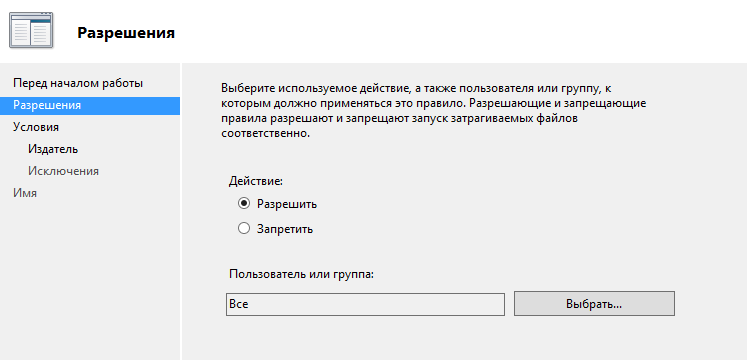 Разрешения
Перед началом работы
Разрешения
Условия
Издатель
Исключения
Имя
Выберите используемое действие, а также пользователя или группу, к
которым должно применяться это правило. Разрешающие и запрещающие
правила разрешают и запрещают запуск затрагиваемых файлов
соответственно.
Действие:
Разрешить
Запретить
Пользователь или группа:
Все
Выбрать...